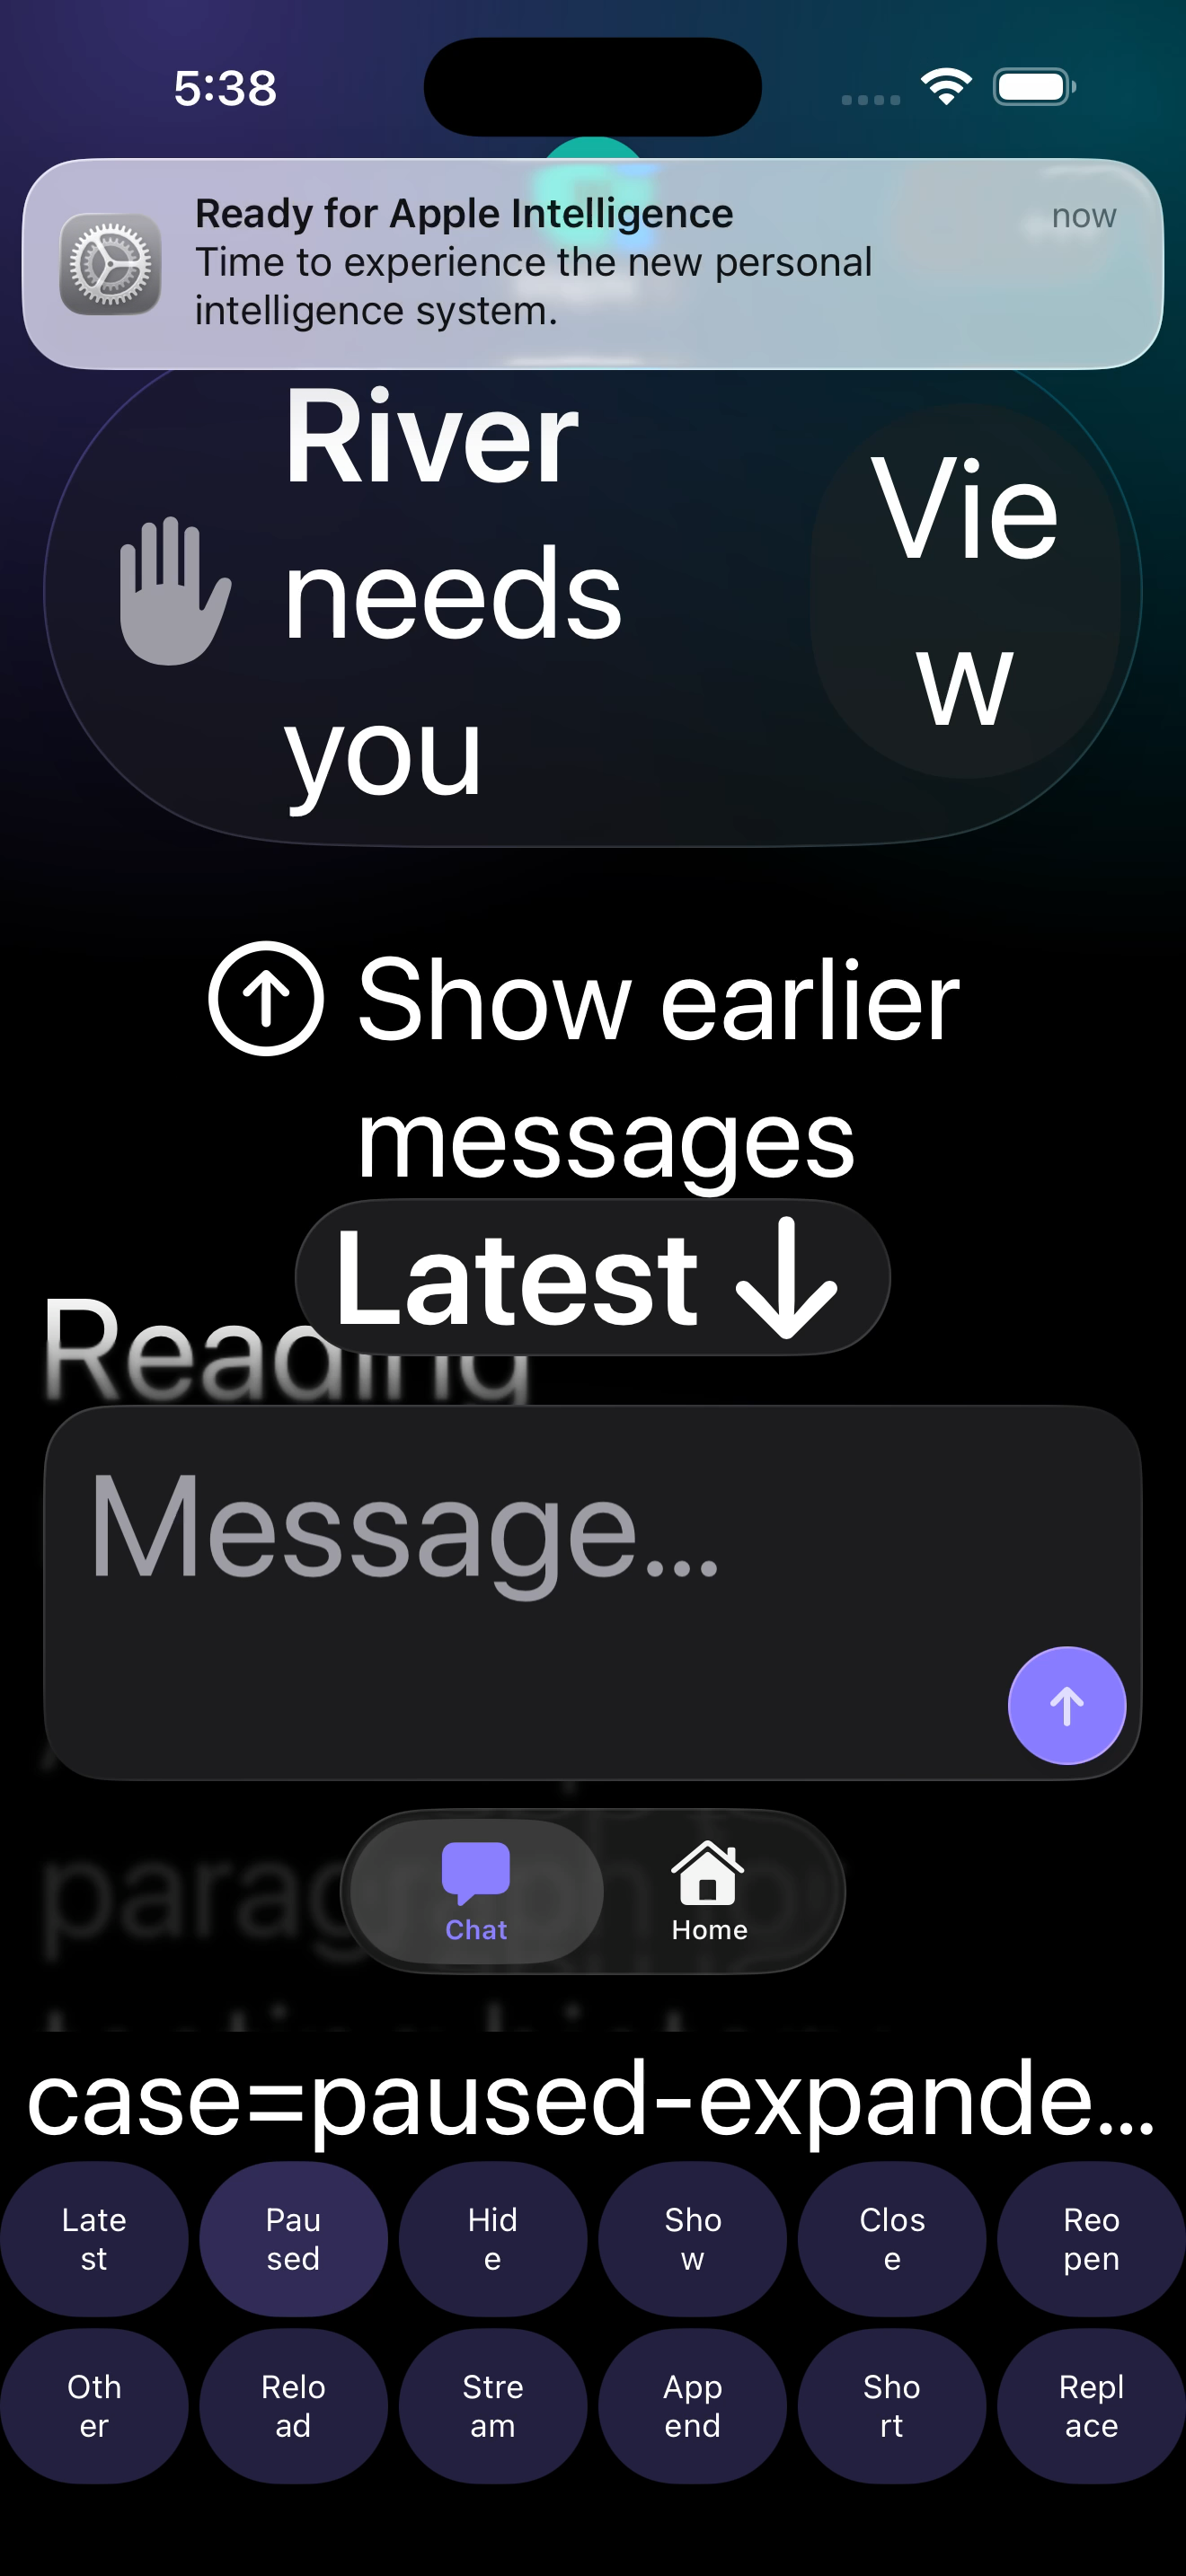 5:38
Ready for Apple Intelligence
now
Time to experience the new personal
intelligence system.
River
needs
you
Vie
w
Show earlier
messages
Latest
Reading
Message...
paragraph
Chat
Home
case=paused-expande...
Late
st
Pau
sed
Hid
e
Sho
w
Clos
e
Reo
pen
Oth
er
Relo
ad
Stre
am
App
end
Sho
rt
Repl
ace